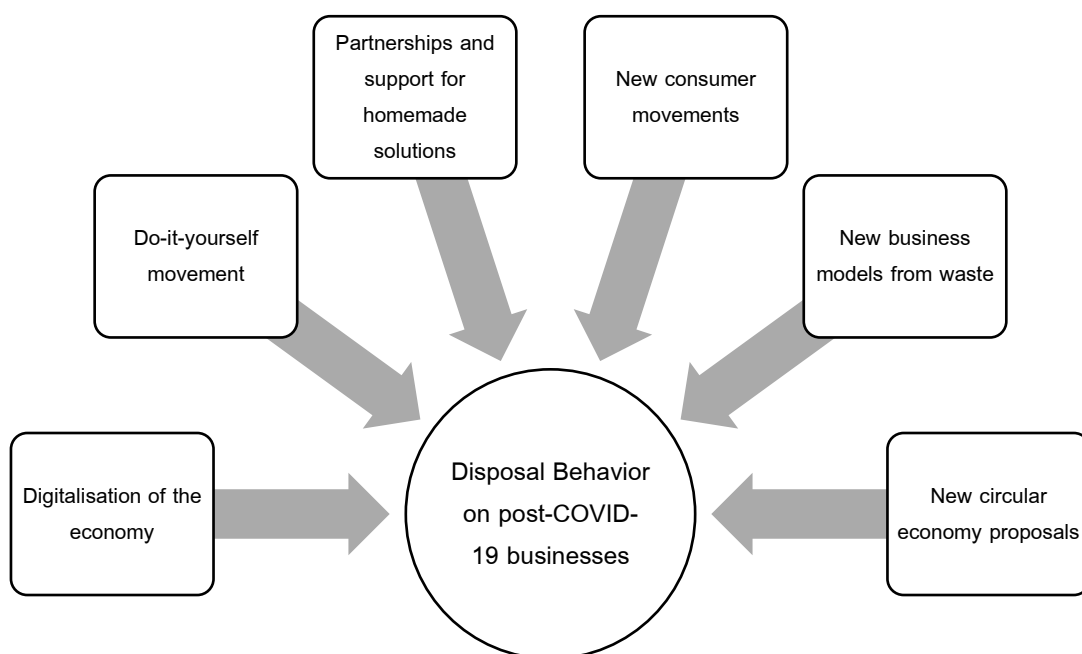 Partnerships and
support for
homemade
solutions
New consumer
movements
Do-it-yourself
movement
New business
models from waste
Digitalisation of the
economy
Disposal Behavior
on post-COVID-
19 businesses
New circular
economy proposals